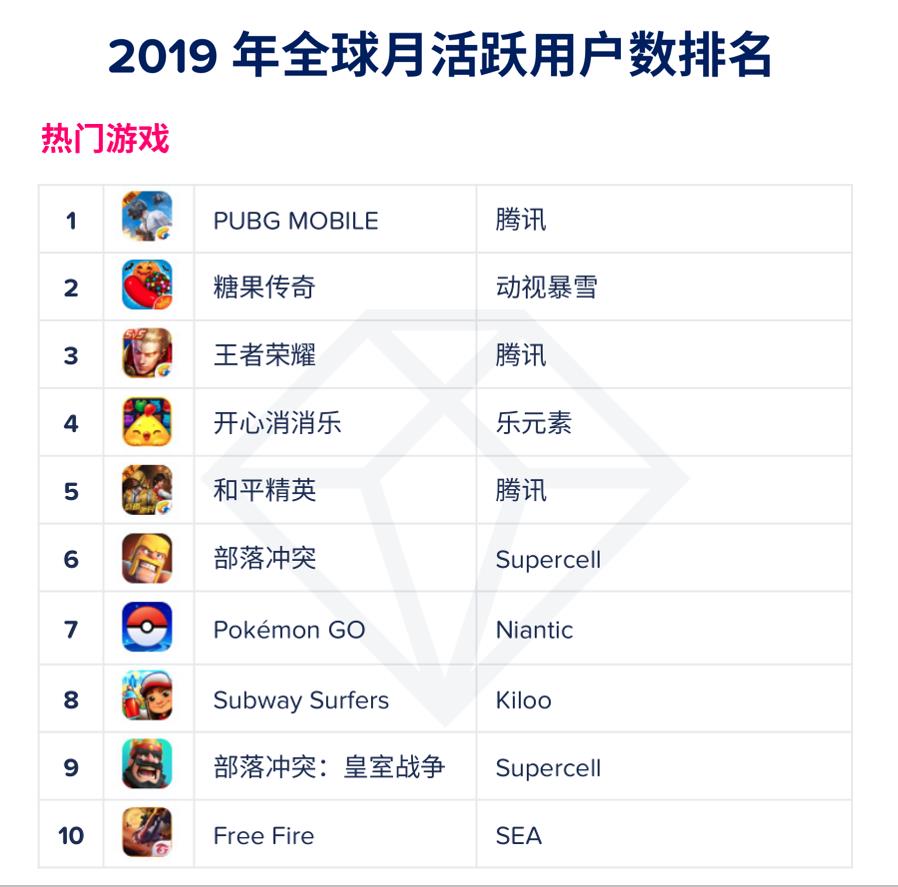 2019 年全球月活跃用户数排名
热门游戏
1 PUBG MOBILE 腾讯
2 糖果传奇 动视暴雪
3 王者荣耀 腾讯
4 开心消消乐 乐元素
5 和平精英 腾讯
6 部落冲突 Supercell
7 Pokémon GO Niantic
8 Subway Surfers Kiloo
9 部落冲突：皇室战争 Supercell
10 Free Fire SEA